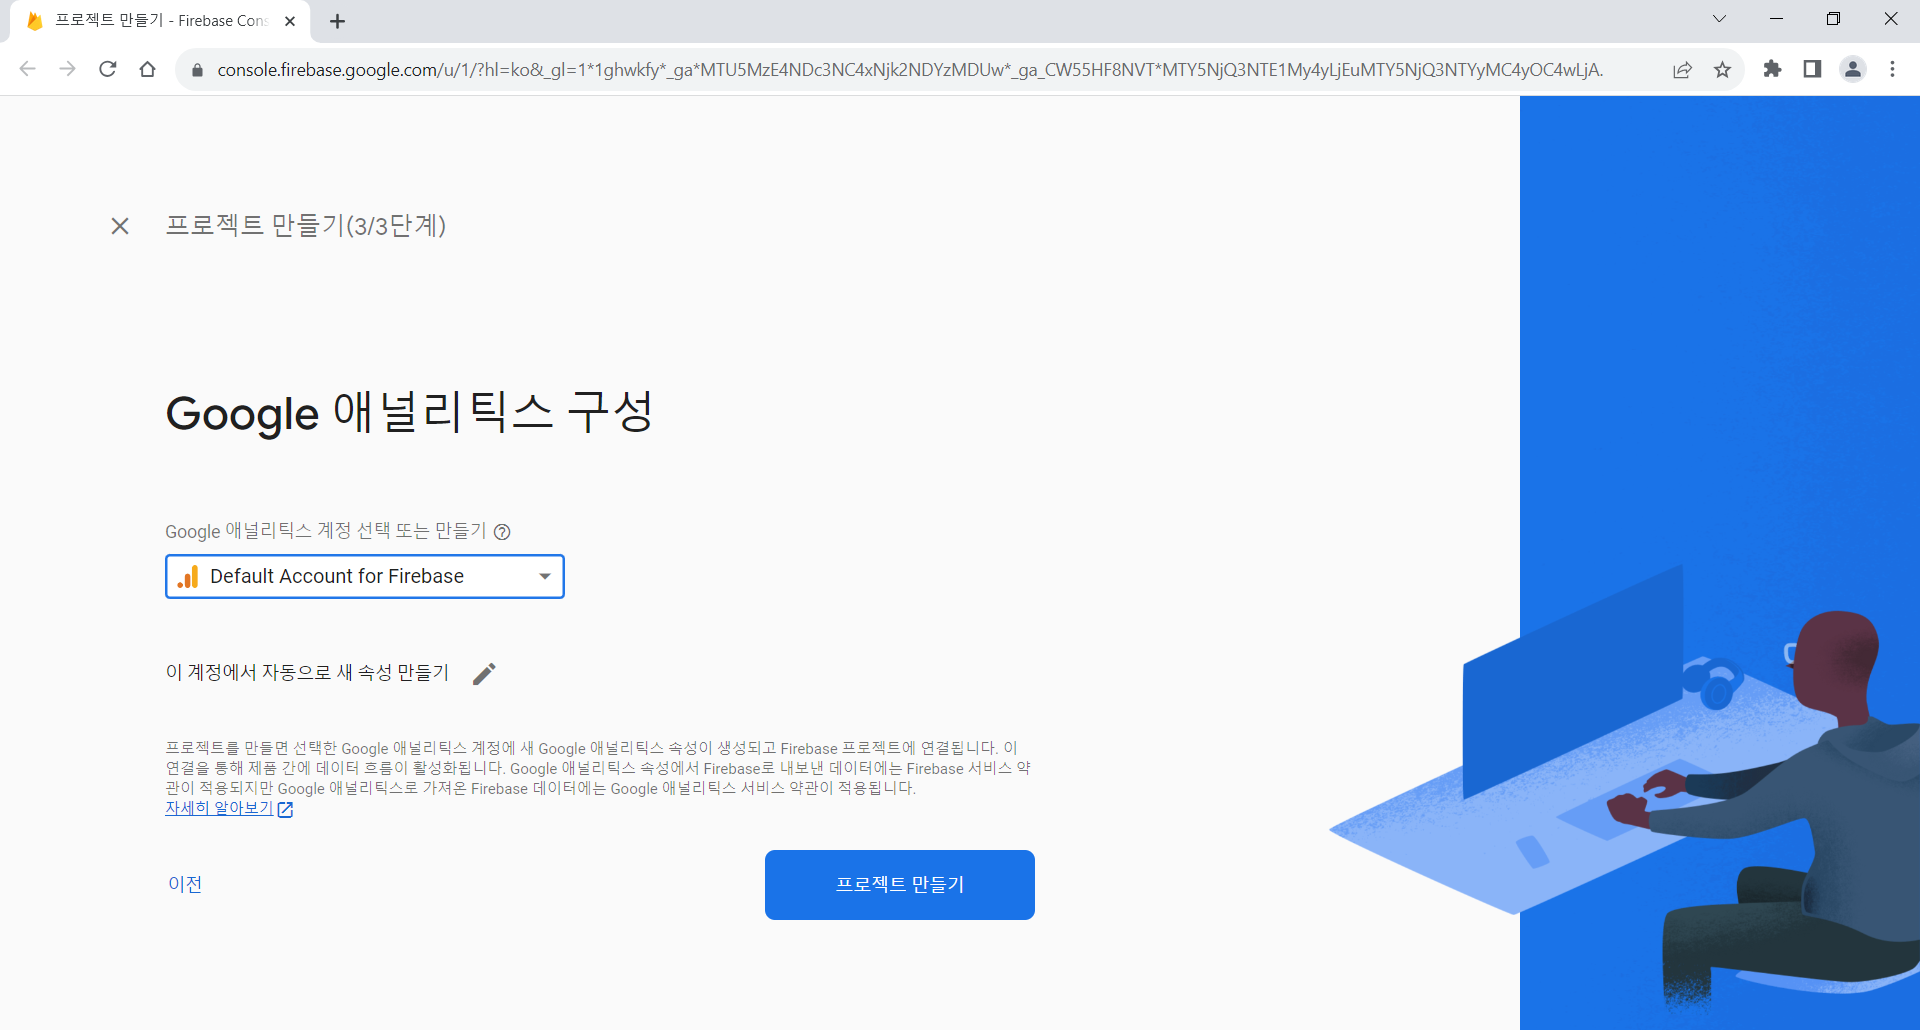 프로젝트 만들기 - Firebase Cons
console.firebase.google.com/u/1/?hl=ko&_gl=1*1ghwkfy*_ga*MTU5MzE4NDc3NC4xNjk2NDYzMDUw*_ga_CW55HF8NVT*MTY5NjQ3NTE1My4yLjEuMTY5NjQ3NTYyMC4yOC4wLjA.
프로젝트 만들기(3/3단계)
Google 애널리틱스 구성
Google 애널리틱스 계정 선택 또는 만들기
Default Account for Firebase
이 계정에서 자동으로 새 속성 만들기
프로젝트를 만들면 선택한 Google 애널리틱스 계정에 새 Google 애널리틱스 속성이 생성되고 Firebase 프로젝트에 연결됩니다. 이
연결을 통해 제품 간에 데이터 흐름이 활성화됩니다. Google 애널리틱스 속성에서 Firebase로 내보낸 데이터에는 Firebase 서비스 약
관이 적용되지만 Google 애널리틱스로 가져온 Firebase 데이터에는 Google 애널리틱스 서비스 약관이 적용됩니다.
자세히 알아보기
이전
프로젝트 만들기